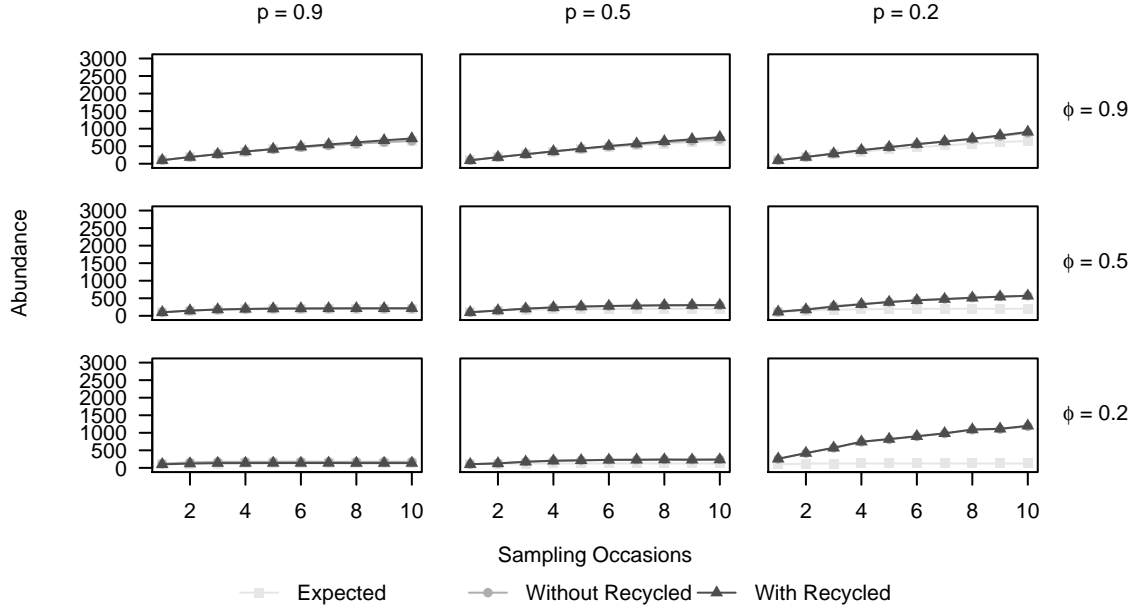 p = 0.9 p = 0.5 p = 0.2
3000
2500
2000
1500
1000
500
0
ϕ = 0.9
Abundance
3000
2500
2000
1500
1000
500
0
ϕ = 0.5
3000
2500
2000
1500
1000
500
0
ϕ = 0.2
2 4 6 8 10 2 4 6 8 10 2 4 6 8 10
Sampling Occasions
Expected Without Recycled With Recycled